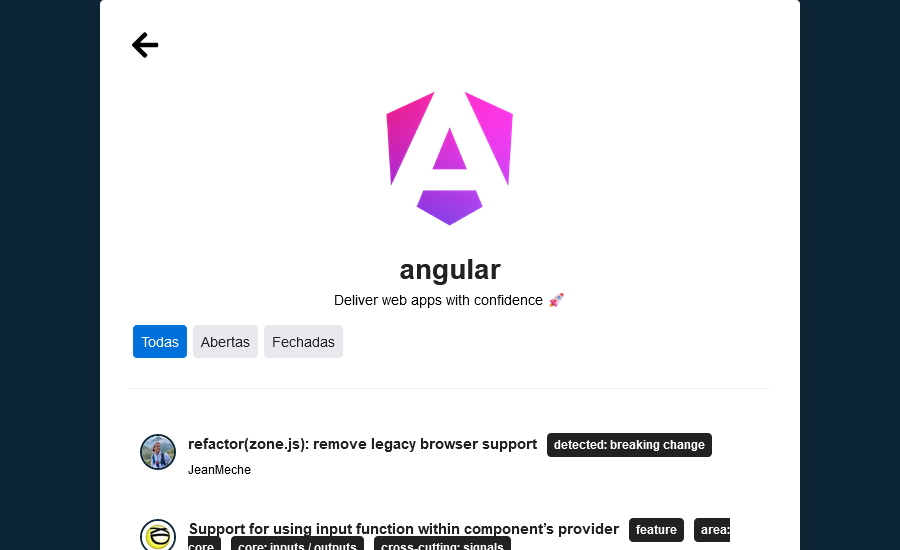 angular
Deliver web apps with confidence 🚀
Todas Abertas Fechadas
refactor(zone.js): remove legacy browser support detected: breaking change
JeanMeche
Support for using input function within component's provider feature area:
core core: inputs / outputs cross-cutting: signals